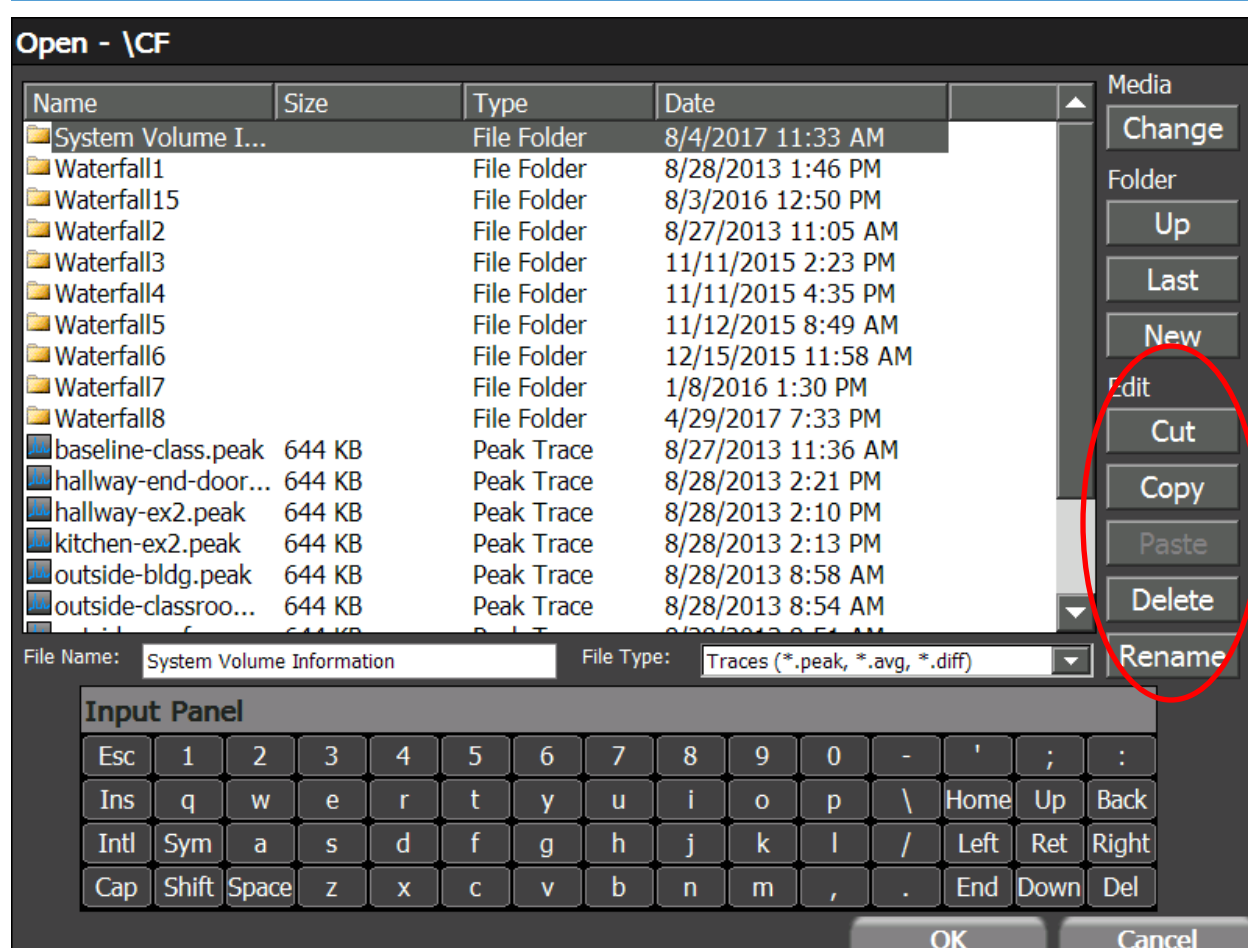 Open - \CF
Name Size Type Date
System Volume I... File Folder 8/4/2017 11:33 AM
Waterfall1 File Folder 8/28/2013 1:46 PM
Waterfall15 File Folder 8/3/2016 12:50 PM
Waterfall2 File Folder 8/27/2013 11:05 AM
Waterfall3 File Folder 11/11/2015 2:23 PM
Waterfall4 File Folder 11/11/2015 4:35 PM
Waterfall5 File Folder 11/12/2015 8:49 AM
Waterfall6 File Folder 12/15/2015 11:58 AM
Waterfall7 File Folder 1/8/2016 1:30 PM
Waterfall8 File Folder 4/29/2017 7:33 PM
baseline-class.peak 644 KB Peak Trace 8/27/2013 11:36 AM
hallway-end-door... 644 KB Peak Trace 8/28/2013 2:21 PM
hallway-ex2.peak 644 KB Peak Trace 8/28/2013 2:10 PM
kitchen-ex2.peak 644 KB Peak Trace 8/28/2013 2:13 PM
outside-bldg.peak 644 KB Peak Trace 8/28/2013 8:58 AM
outside-classroo... 644 KB Peak Trace 8/28/2013 8:54 AM
Media
Change
Folder
Up
Last
New
Edit
Cut
Copy
Paste
Delete
Rename
File Name: System Volume Information File Type: Traces (*.peak, *.avg, *.diff)
Input Panel
Esc 1 2 3 4 5 6 7 8 9 0 - ' ; :
Ins q w e r t y u i o p \ Home Up Back
Intl Sym a s d f g h j k l / Left Ret Right
Cap Shift Space z x c v b n m , . End Down Del
OK Cancel